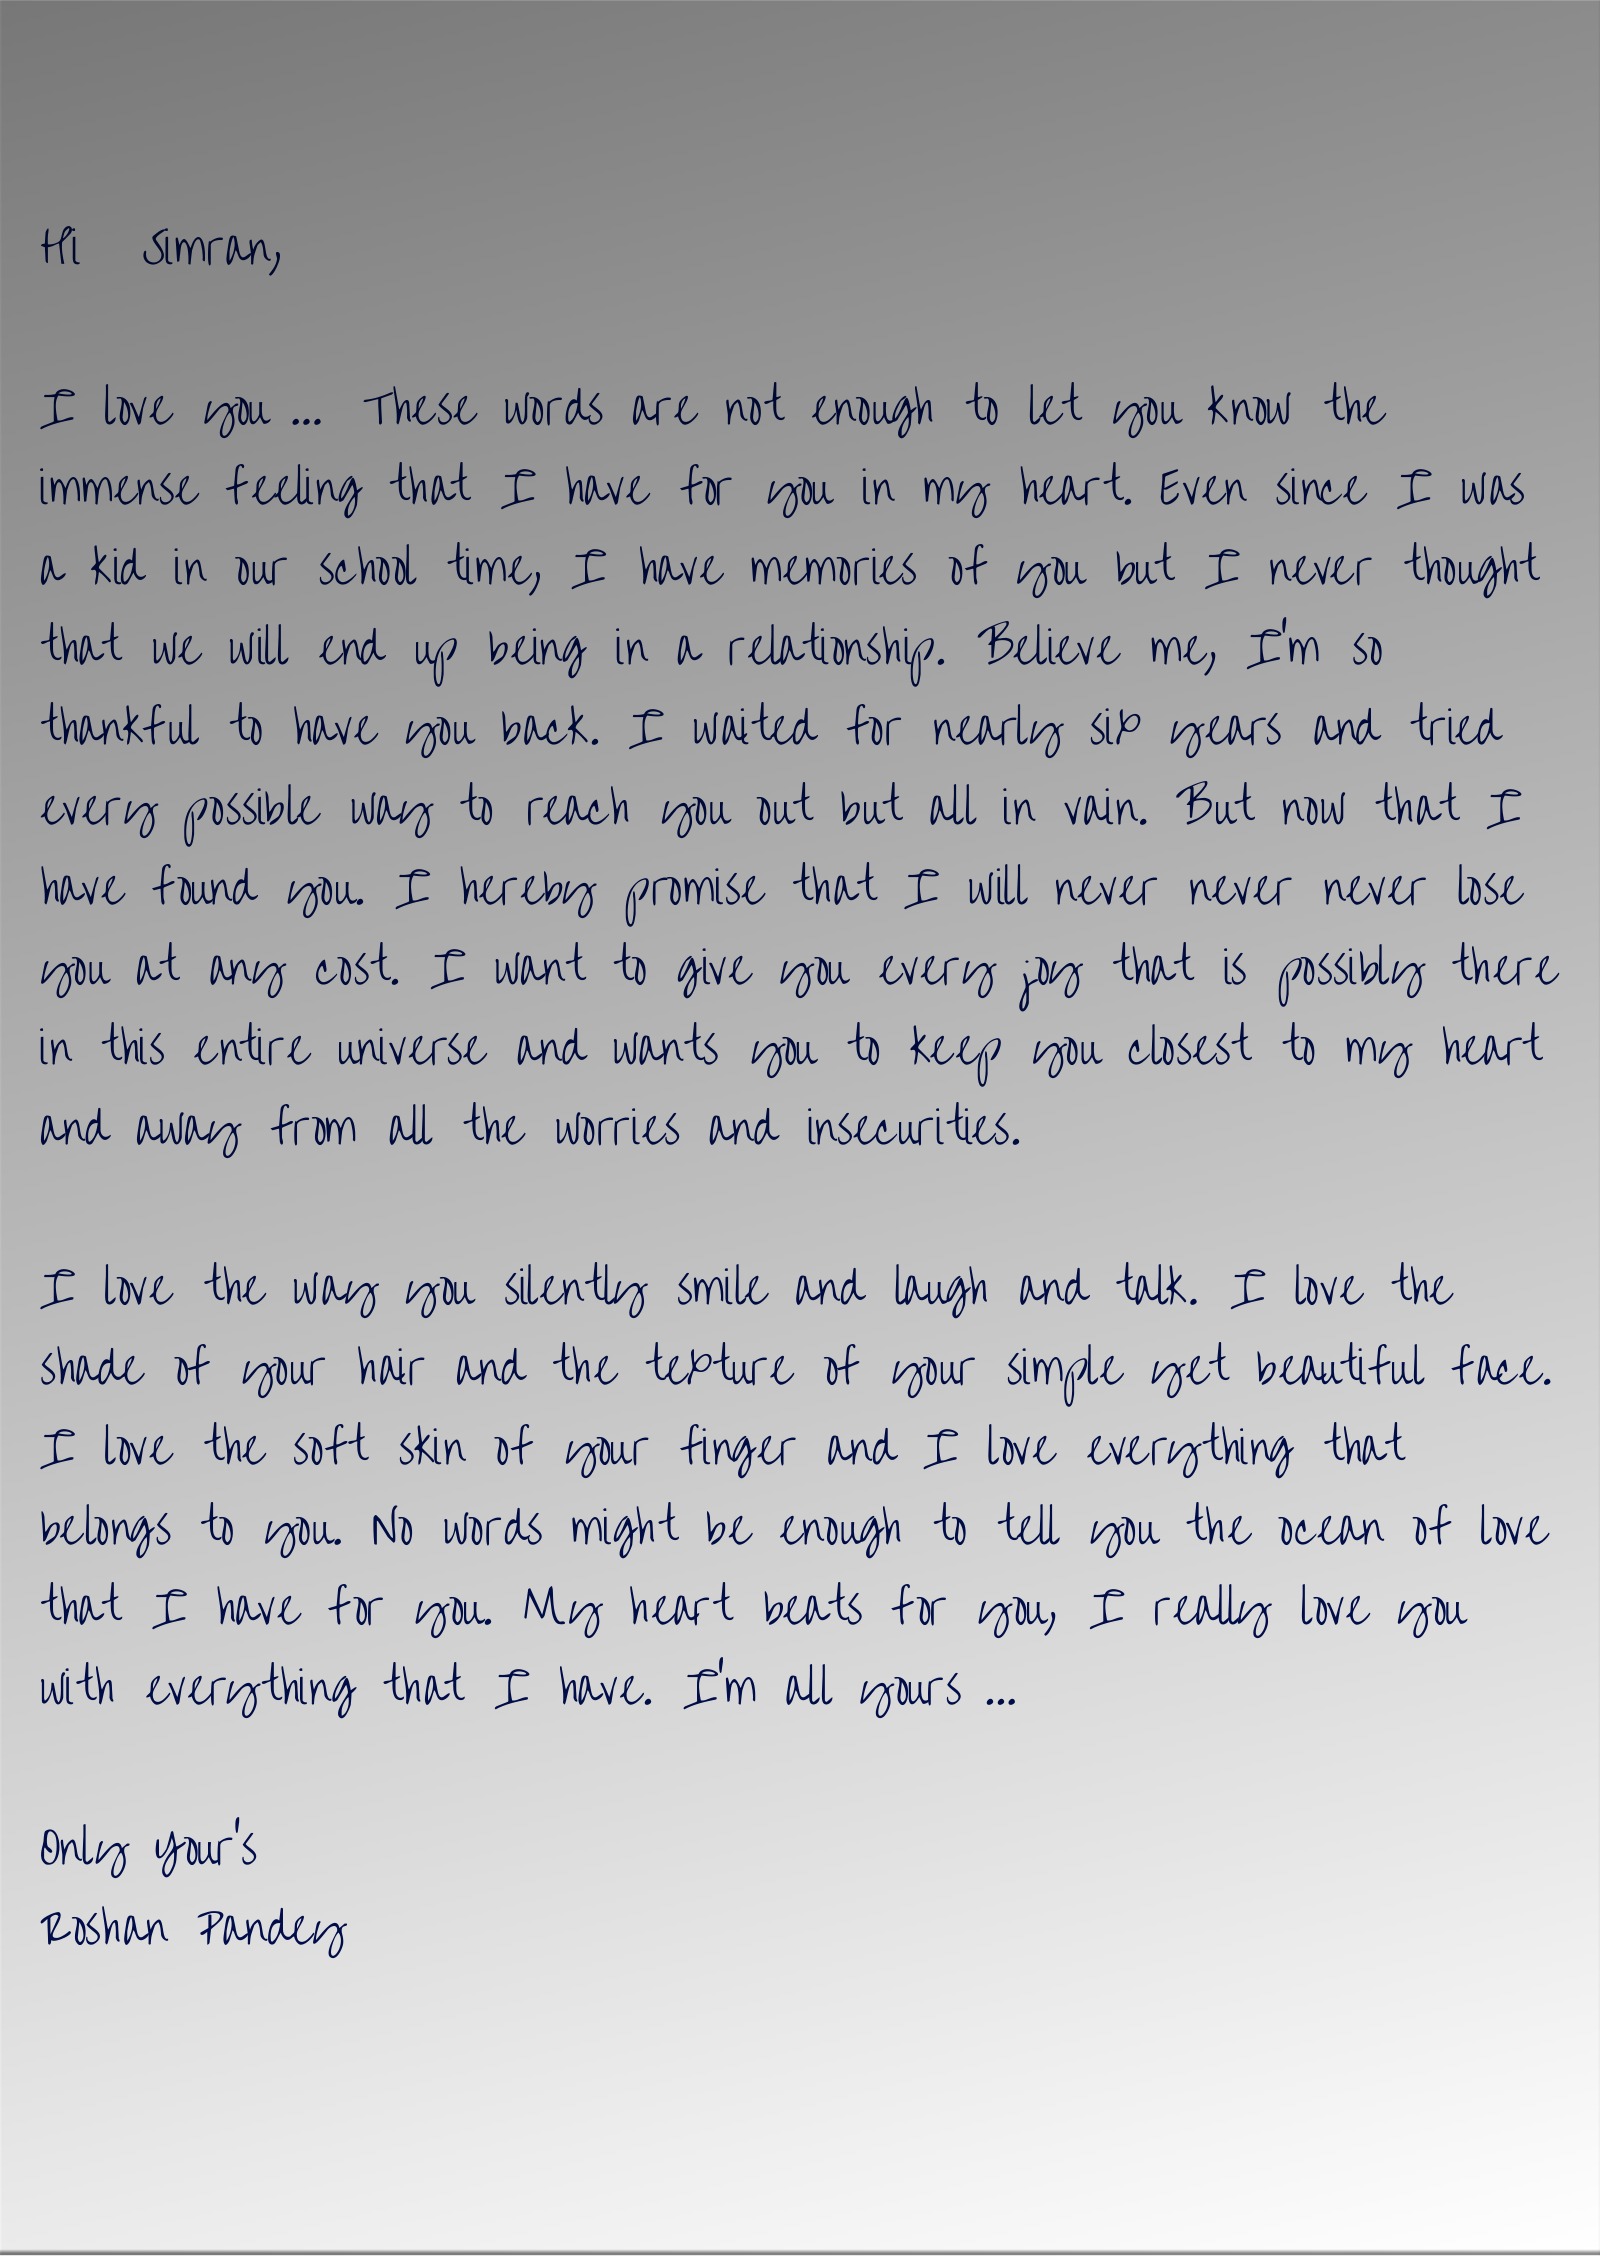 Hi Simran,
I love you ... These words are not enough to let you know the
immense feeling that I have for you in my heart. Even since I was
a kid in our school time, I have memories of you but I never thought
that we will end up being in a relationship. Believe me, I'm so
thankful to have you back. I waited for nearly six years and tried
every possible way to reach you out but all in vain. But now that I
have found you. I hereby promise that I will never never never lose
you at any cost. I want to give you every joy that is possibly there
in this entire universe and wants you to keep you closest to my heart
and away from all the worries and insecurities.
I love the way you silently smile and laugh and talk. I love the
shade of your hair and the texture of your simple yet beautiful face.
I love the soft skin of your finger and I love everything that
belongs to you. No words might be enough to tell you the ocean of love
that I have for you. My heart beats for you, I really love you
with everything that I have. I'm all yours ...
Only Your's
Roshan Pandey